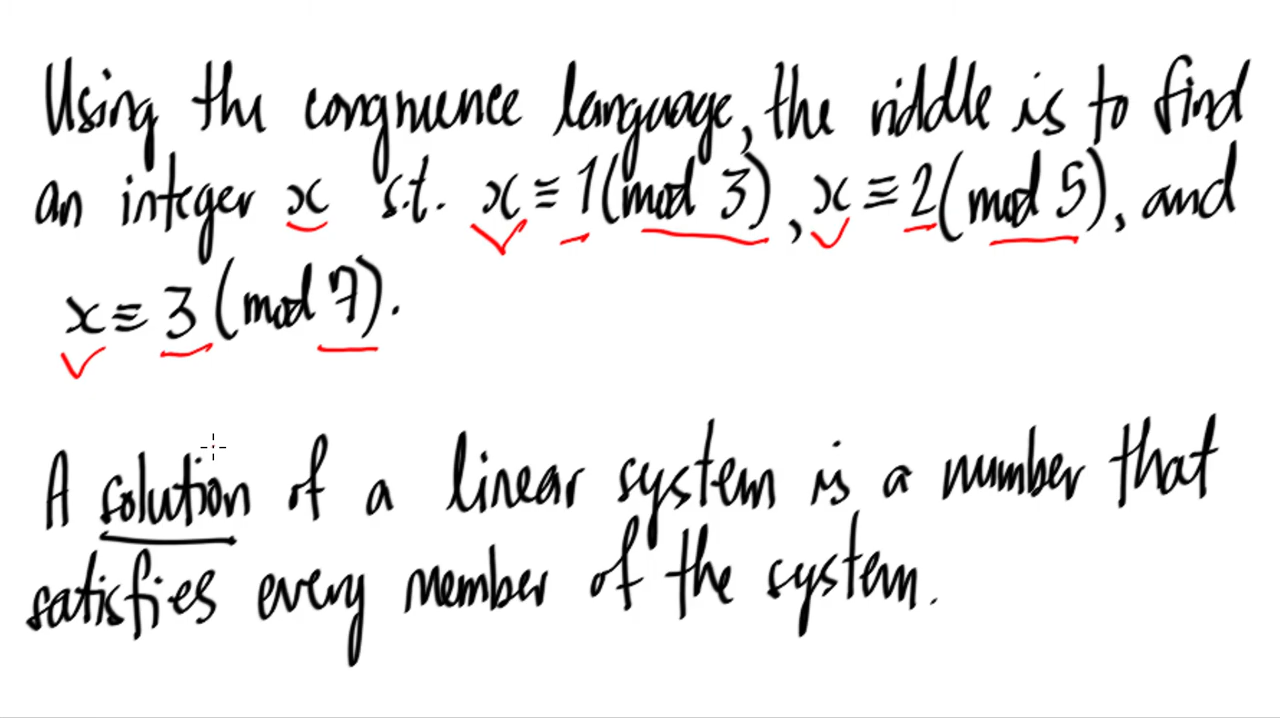 Using the congruence language, the riddle is to find
an integer x s.t. x ≡ 1 (mod 3), x ≡ 2 (mod 5), and
x ≡ 3 (mod 7).
A solution of a linear system is a number that
satisfies every member of the system.